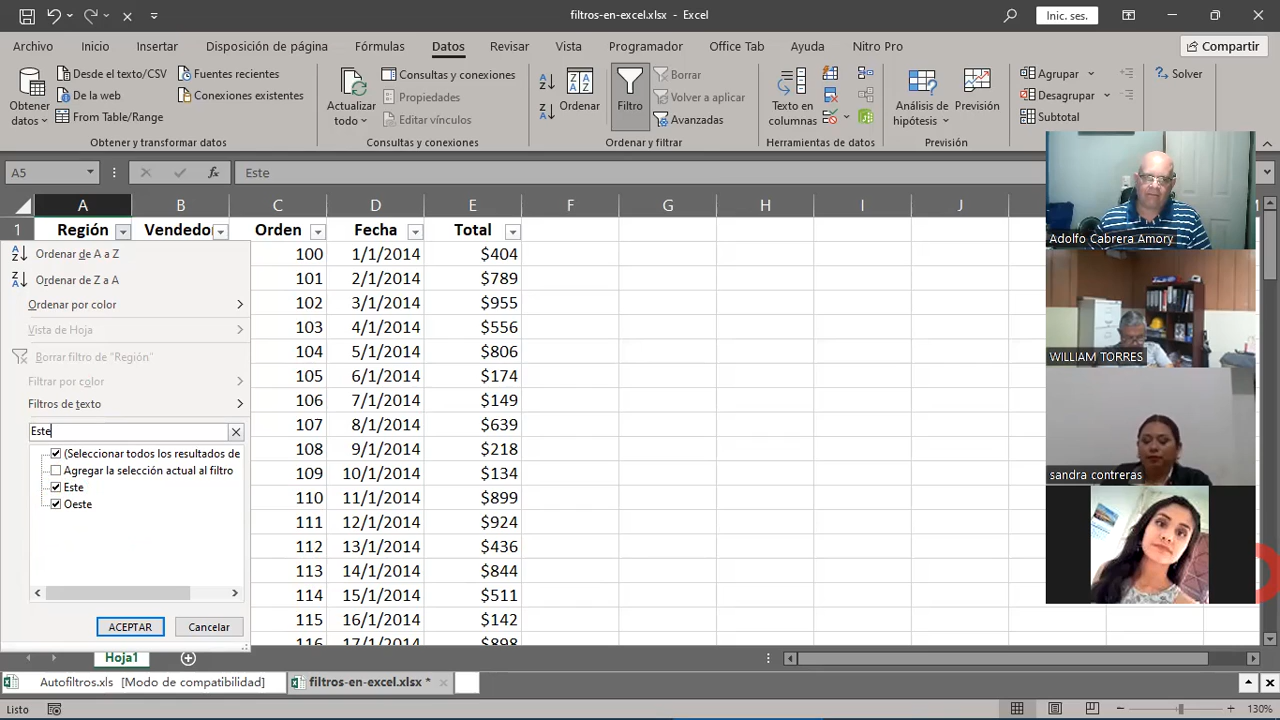 filtros-en-excel.xlsx - Excel
Inic. ses.
Archivo Inicio Insertar Disposición de página Fórmulas Datos Revisar Vista Programador Office Tab Ayuda Nitro Pro Compartir
Obtener datos
Desde el texto/CSV
De la web
From Table/Range
Fuentes recientes
Conexiones existentes
Obtener y transformar datos
Actualizar todo
Consultas y conexiones
Propiedades
Editar vínculos
Consultas y conexiones
Ordenar
Filtro
Borrar
Volver a aplicar
Avanzadas
Ordenar y filtrar
Texto en columnas
Herramientas de datos
Análisis de hipótesis
Previsión
Previsión
Agrupar
Desagrupar
Subtotal
Solver
A5 fx Este
A B C D E F G H I J
1 Región Vendedo Orden Fecha Total
Ordenar de A a Z
Ordenar de Z a A
Ordenar por color
Vista de Hoja
Borrar filtro de "Región"
Filtrar por color
Filtros de texto
Este
(Seleccionar todos los resultados de
Agregar la selección actual al filtro
Este
Oeste
ACEPTAR Cancelar
100 1/1/2014 $404
101 2/1/2014 $789
102 3/1/2014 $955
103 4/1/2014 $556
104 5/1/2014 $806
105 6/1/2014 $174
106 7/1/2014 $149
107 8/1/2014 $639
108 9/1/2014 $218
109 10/1/2014 $134
110 11/1/2014 $899
111 12/1/2014 $924
112 13/1/2014 $436
113 14/1/2014 $844
114 15/1/2014 $511
115 16/1/2014 $142
116 17/1/2014 $898
Adolfo Cabrera Amory
WILLIAM TORRES
sandra contreras
Hoja1
Autofiltros.xls [Modo de compatibilidad] filtros-en-excel.xlsx *
Listo
130%